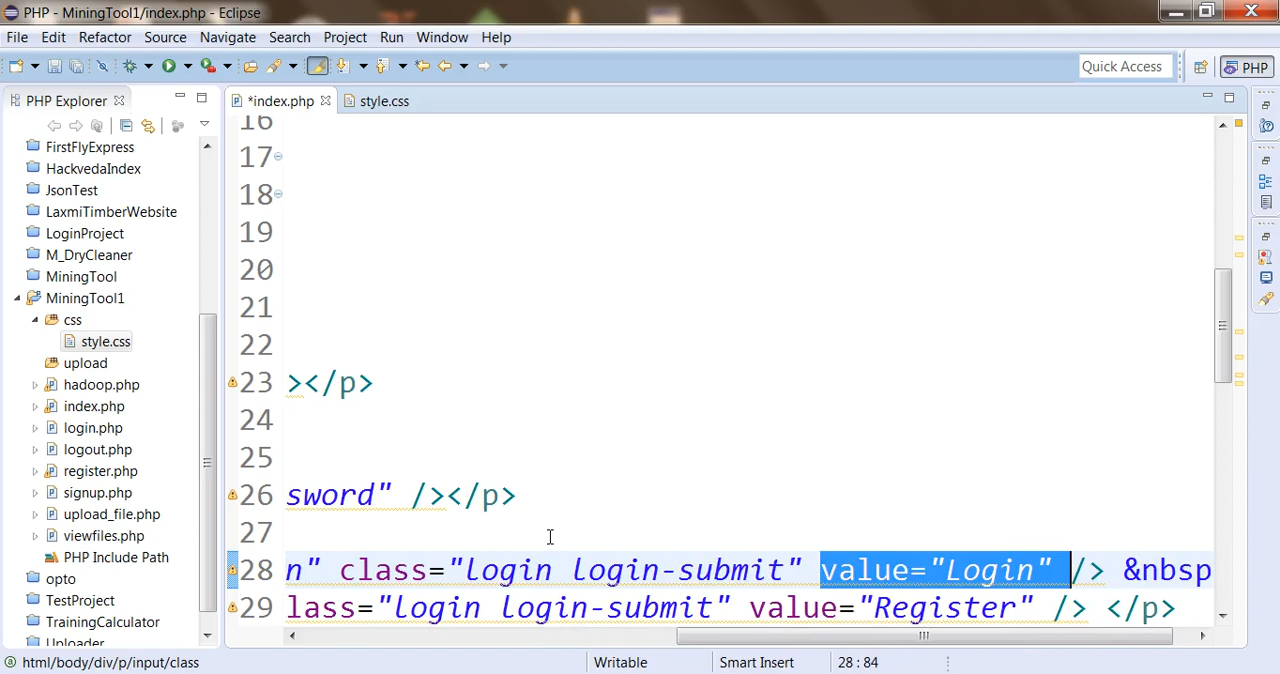 PHP - MiningTool1/index.php - Eclipse
File Edit Refactor Source Navigate Search Project Run Window Help
Quick Access PHP
PHP Explorer *index.php style.css
FirstFlyExpress
HackvedaIndex
JsonTest
LaxmiTimberWebsite
LoginProject
M_DryCleaner
MiningTool
MiningTool1
css
style.css
upload
hadoop.php
index.php
login.php
logout.php
register.php
signup.php
upload_file.php
viewfiles.php
PHP Include Path
opto
TestProject
TrainingCalculator
Uploader
16
17
18
19
20
21
22
23 ></p>
24
25
26 sword" /></p>
27
28 n" class="login login-submit" value="Login" /> &nbsp
29 lass="login login-submit" value="Register" /> </p>
html/body/div/p/input/class Writable Smart Insert 28 : 84